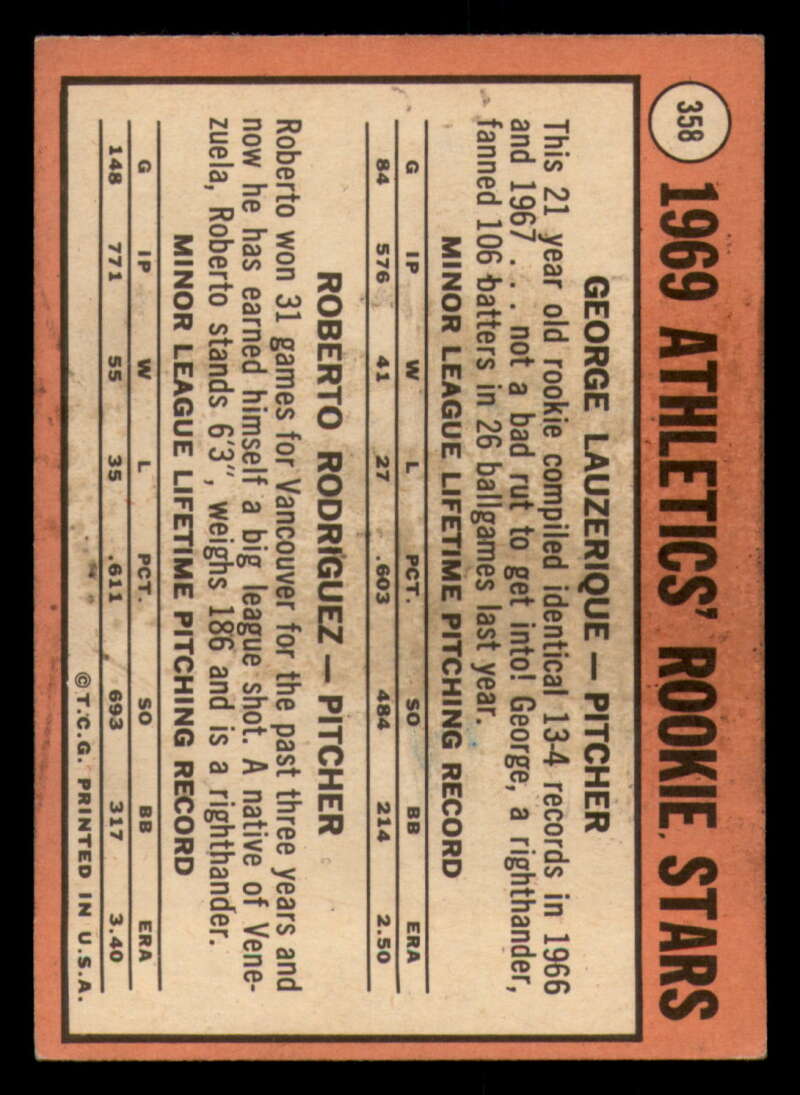 358
1969 ATHLETICS' ROOKIE STARS
GEORGE LAUZERIQUE — PITCHER
This 21 year old rookie compiled identical 13-4 records in 1966
and 1967 . . . not a bad rut to get into! George, a righthander,
fanned 106 batters in 26 ballgames last year.
MINOR LEAGUE LIFETIME PITCHING RECORD
G IP W L PCT. SO BB ERA
84 576 41 27 .603 484 214 2.50
ROBERTO RODRIGUEZ — PITCHER
Roberto won 31 games for Vancouver for the past three years and
now he has earned himself a big league shot. A native of Vene-
zuela, Roberto stands 6'3", weighs 186 and is a righthander.
MINOR LEAGUE LIFETIME PITCHING RECORD
G IP W L PCT. SO BB ERA
148 771 55 35 .611 693 317 3.40
©T.C.G. PRINTED IN U.S.A.